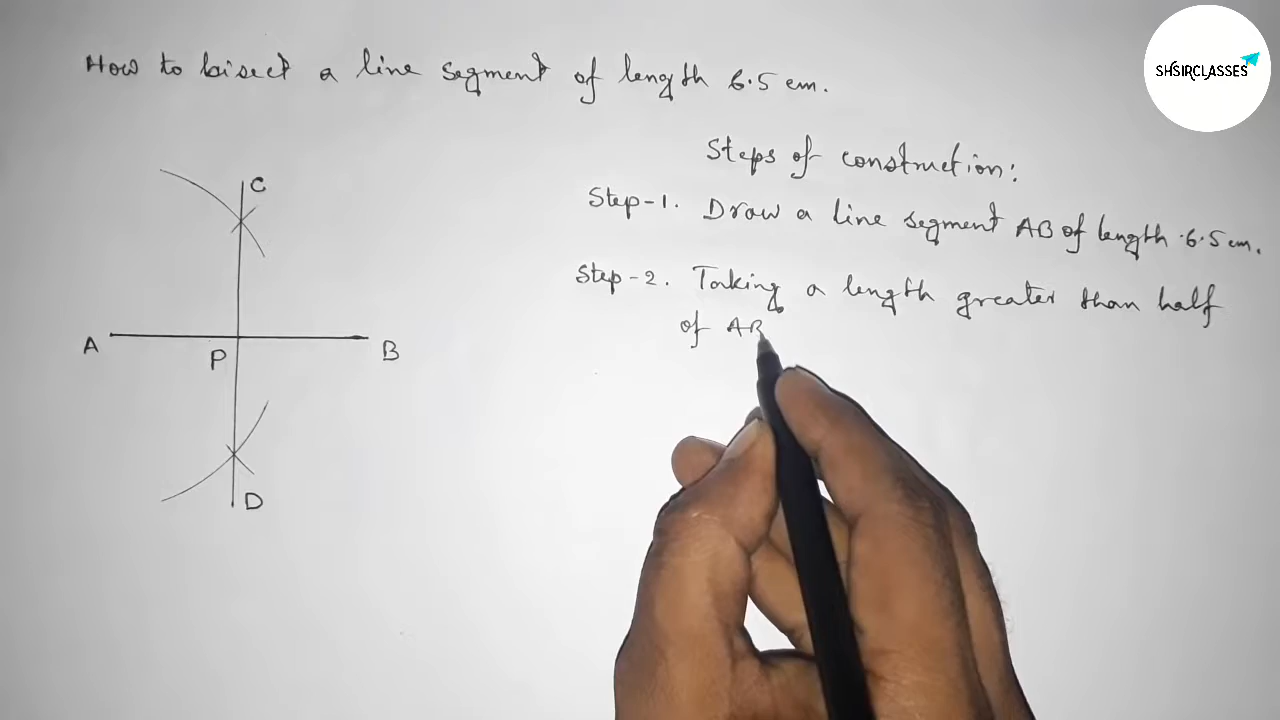 How to bisect a line segment of length 6.5 cm.
SHSIRCLASSES
Steps of construction:
Step-1. Draw a line segment AB of length 6.5 cm.
Step-2. Taking a length greater than half
of AB
C
A
P
B
D